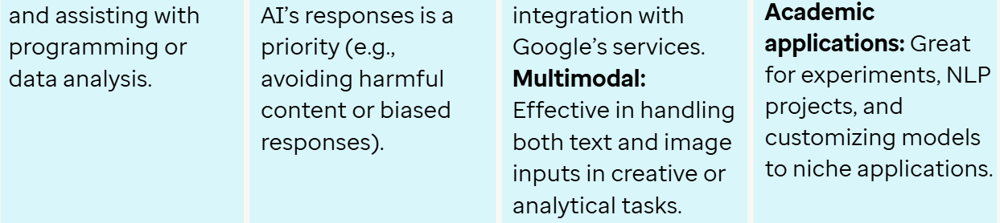 and assisting with
programming or
data analysis.
AI’s responses is a
priority (e.g.,
avoiding harmful
content or biased
responses).
integration with
Google’s services.
Multimodal:
Effective in handling
both text and image
inputs in creative or
analytical tasks.
Academic
applications: Great
for experiments, NLP
projects, and
customizing models
to niche applications.